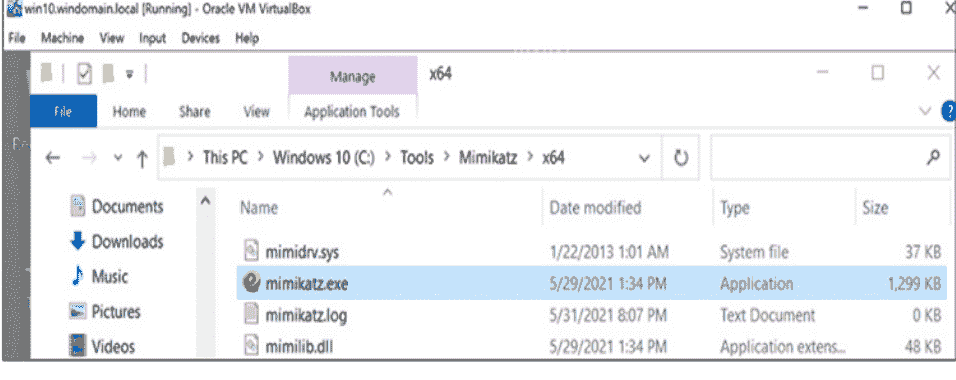 win10.windomain.local [Running] - Oracle VM VirtualBox
File Machine View Input Devices Help
Manage x64
File Home Share View Application Tools ?
This PC > Windows 10 (C:) > Tools > Mimikatz > x64
Documents
Downloads
Music
Pictures
Videos
Name Date modified Type Size
mimidrv.sys 1/22/2013 1:01 AM System file 37 KB
mimikatz.exe 5/29/2021 1:34 PM Application 1,299 KB
mimikatz.log 5/31/2021 8:07 PM Text Document 0 KB
mimilib.dll 5/29/2021 1:34 PM Application extens... 48 KB